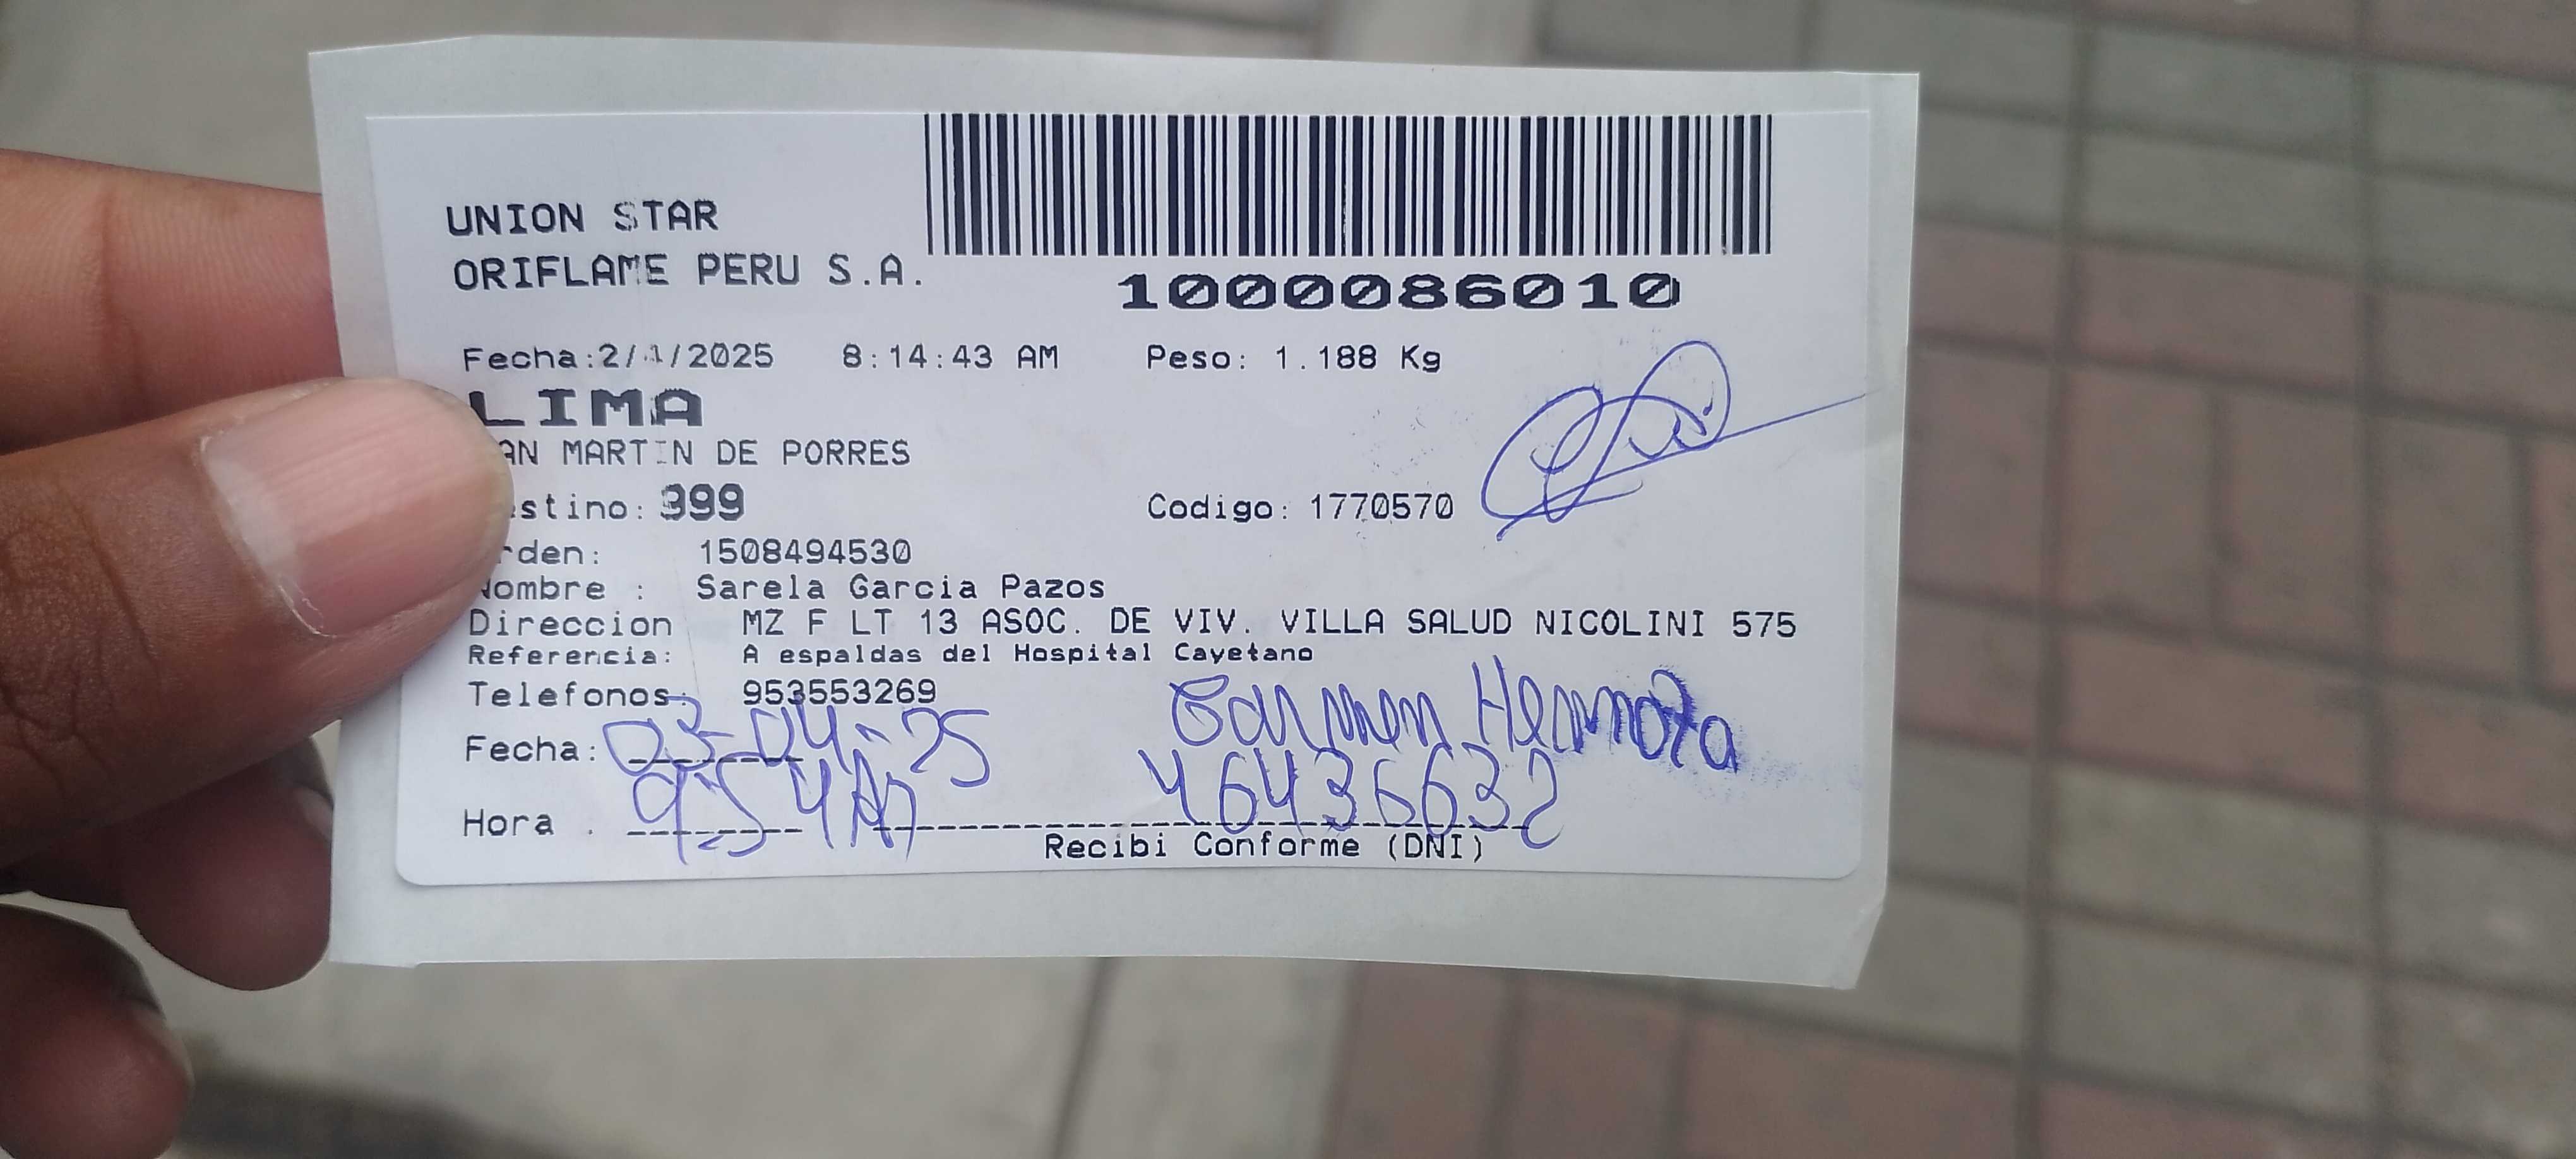 UNION STAR
ORIFLAME PERU S.A.
1000086010
Fecha:2/ /2025 8:14:43 AM Peso: 1.188 Kg
LIMA
AN MARTIN DE PORRES
stino: 399 Codigo: 1770570
rden: 1508494530
Nombre : Sarela Garcia Pazos
Direccion MZ F LT 13 ASOC. DE VIV. VILLA SALUD NICOLINI 575
Referencia: A espaldas del Hospital Cayetano
Telefonos: 953553269
Carmen Hermoza
Fecha: 03-04-25
46436632
Hora : 9:54 Am
Recibi Conforme (DNI)